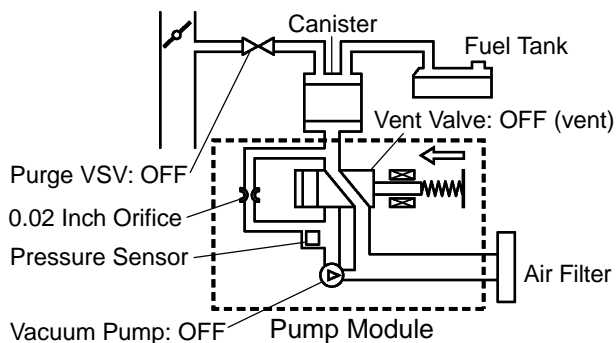 Canister
Fuel Tank
Vent Valve: OFF (vent)
Purge VSV: OFF
0.02 Inch Orifice
Pressure Sensor
Air Filter
Vacuum Pump: OFF
Pump Module